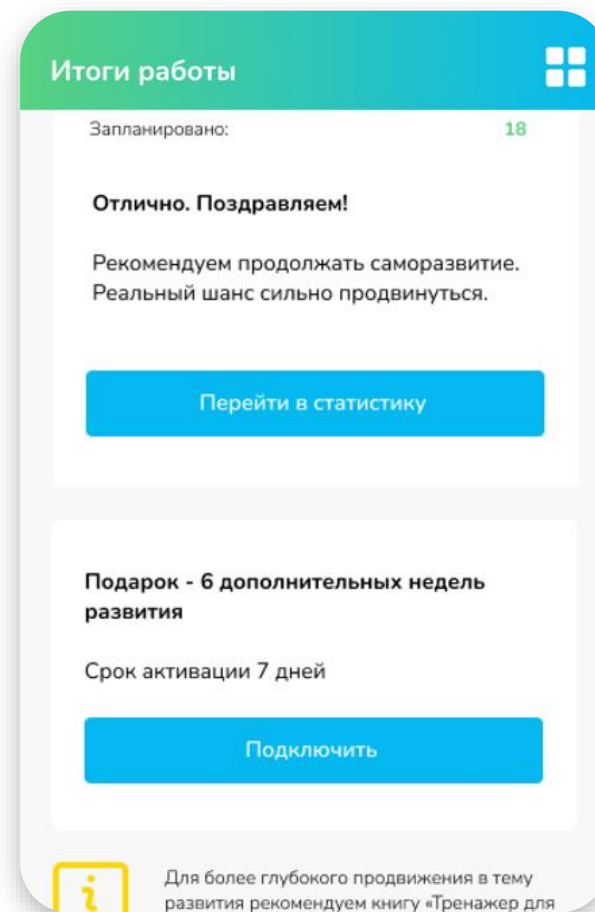 Итоги работы
Запланировано: 18
Отлично. Поздравляем!
Рекомендуем продолжать саморазвитие.
Реальный шанс сильно продвинуться.
Перейти в статистику
Подарок - 6 дополнительных недель
развития
Срок активации 7 дней
Подключить
Для более глубокого продвижения в тему
развития рекомендуем книгу «Тренажер для